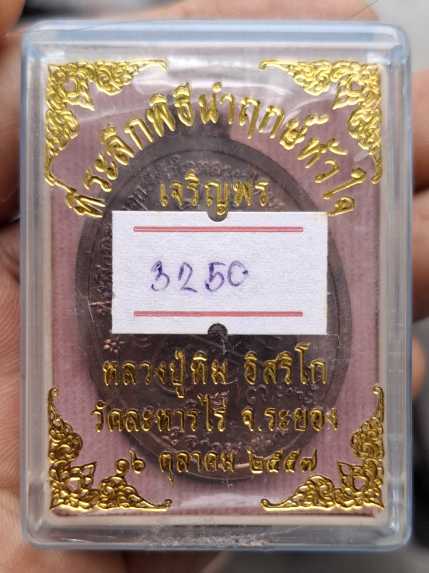 ที่ระลึกพิธีนำฤกษ์หัวใจ
เจริญพร
3250
หลวงปู่ทิม อิสริโก
วัดละหารไร่ จ.ระยอง
๑๖ ตุลาคม ๒๕๕๗